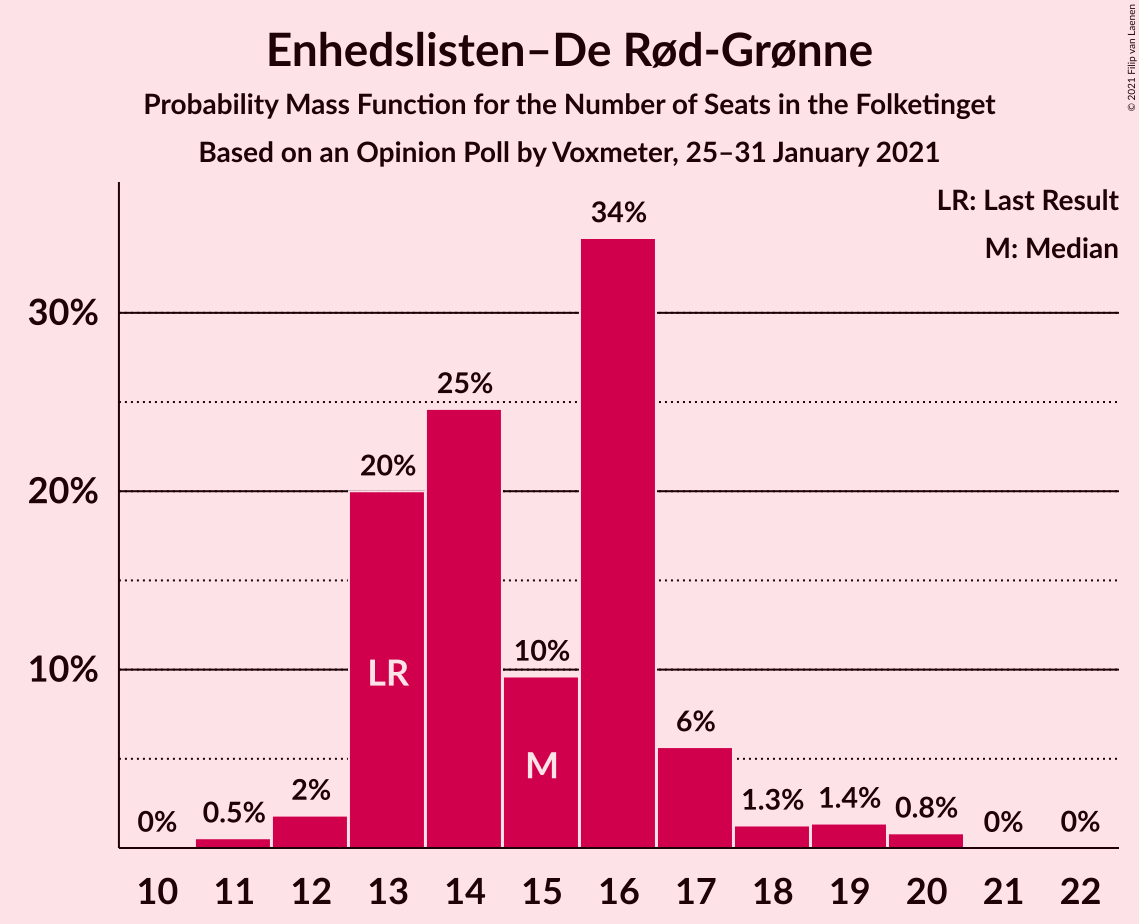 Enhedslisten–De Rød-Grønne
Probability Mass Function for the Number of Seats in the Folketinget
Based on an Opinion Poll by Voxmeter, 25–31 January 2021
© 2021 Filip van Laenen
LR: Last Result
M: Median
30%
20%
10%
0%
0.5%
2%
20%
25%
10%
34%
6%
1.3%
1.4%
0.8%
0%
0%
LR
M
10 11 12 13 14 15 16 17 18 19 20 21 22